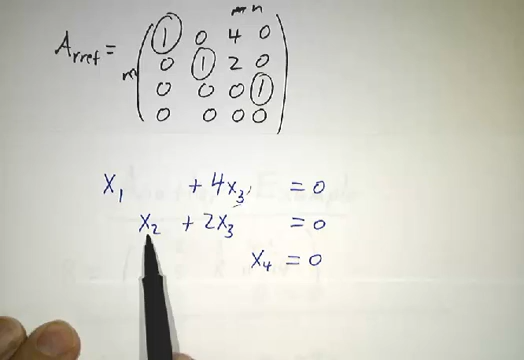 m n
A_rref = ( 1 0 4 0
m 0 1 2 0
0 0 0 1
0 0 0 0 )
x₁ + 4x₃ = 0
x₂ + 2x₃ = 0
x₄ = 0